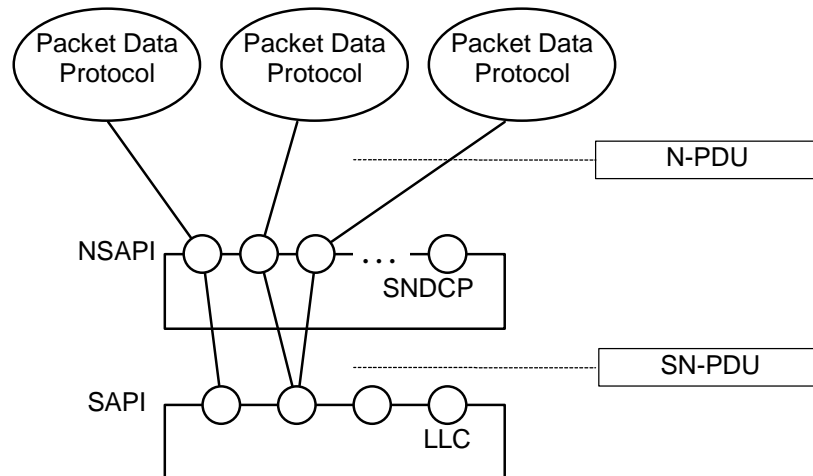 Packet Data
Protocol
Packet Data
Protocol
Packet Data
Protocol
N-PDU
NSAPI
. . .
SNDCP
SN-PDU
SAPI
LLC